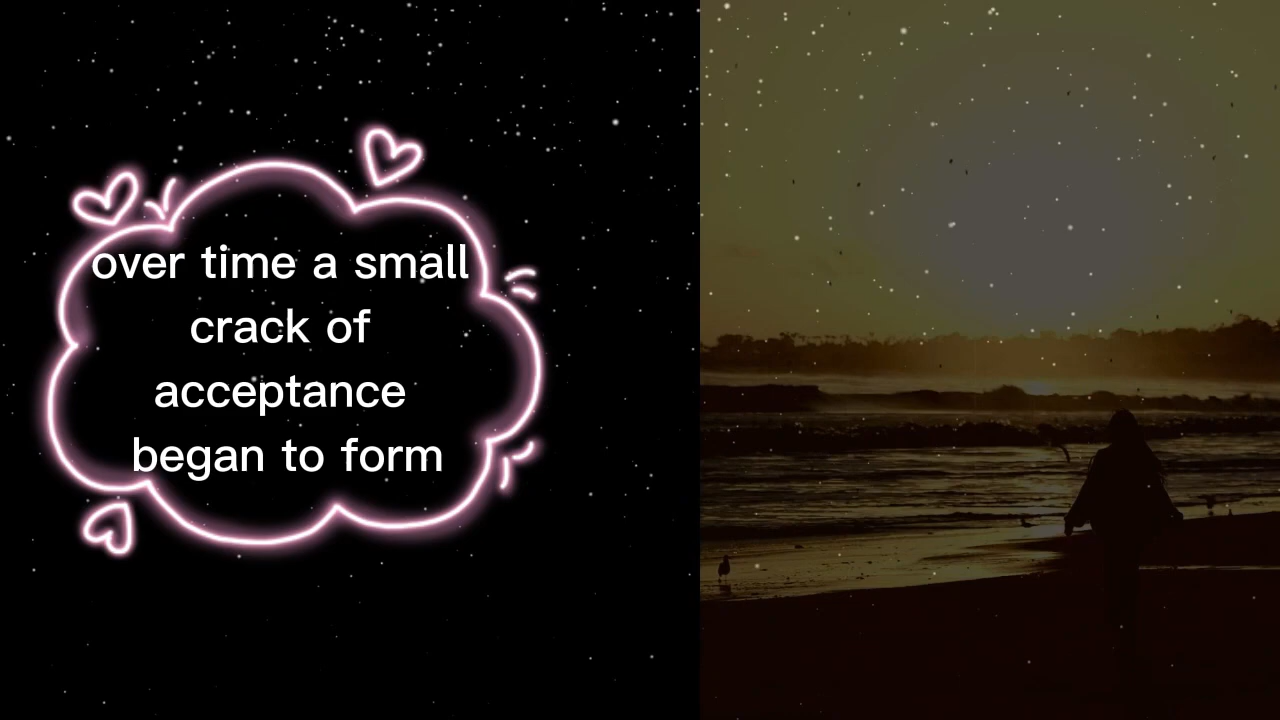 over time a small
crack of
acceptance
began to form